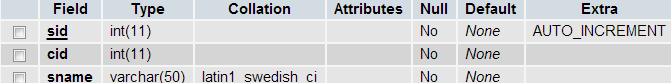 Field Type Collation Attributes Null Default Extra
sid int(11) No None AUTO_INCREMENT
cid int(11) No None
sname varchar(50) latin1_swedish_ci No None